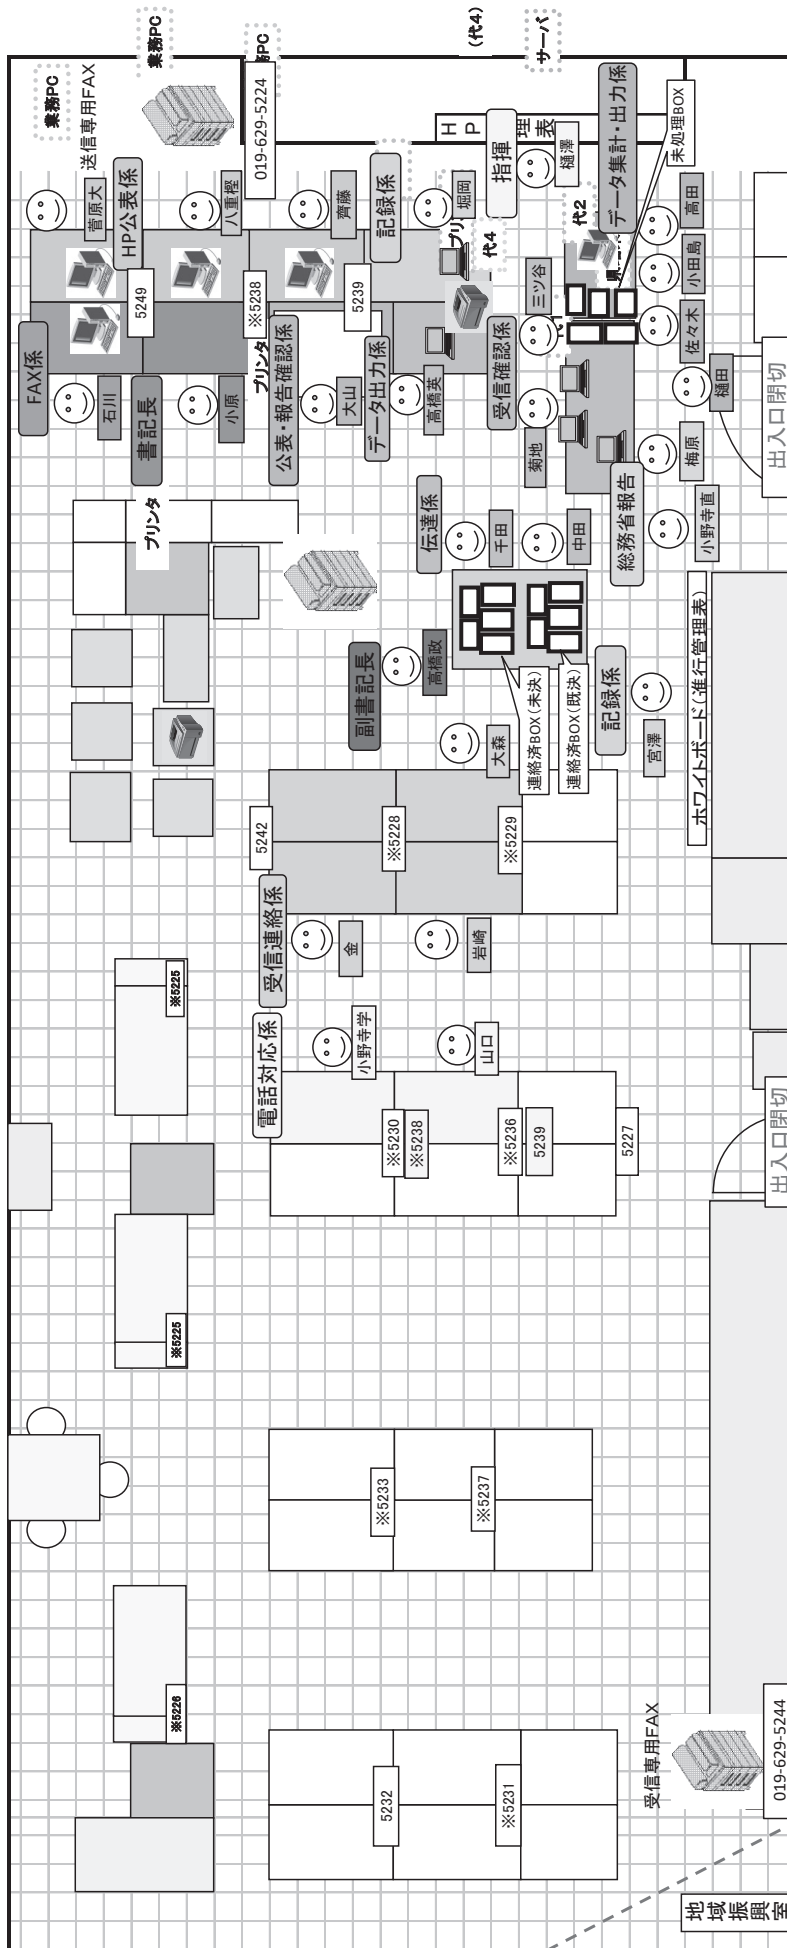 業務PC
業務PC
務PC
(代4)
サーバ
送信専用FAX
019-629-5224
HP
理表
指揮
樋澤
データ集計・出力係
未処理BOX
菅原大
HP公表係
八重樫
齊藤
記録係
堀岡
プリ
代4
代2
高田
小田島
佐々木
三ツ谷
5249
※5238
5239
FAX係
石川
書記長
小原
プリンタ
公表・報告確認係
大山
データ出力係
高橋英
受信確認係
菊地
樋田
梅原
出入口閉切
総務省報告
小野寺直
プリンタ
伝達係
千田
中田
副書記長
高橋政
大森
連絡済BOX(未決)
連絡済BOX(既決)
記録係
宮澤
ホワイトボード(進行管理表)
5242
※5228
※5229
受信連絡係
金
岩崎
※5225
電話対応係
小野寺学
山口
※5230
※5238
※5236
5239
5227
出入口閉切
※5225
※5233
※5237
※5226
5232
※5231
受信専用FAX
019-629-5244
地域振興室